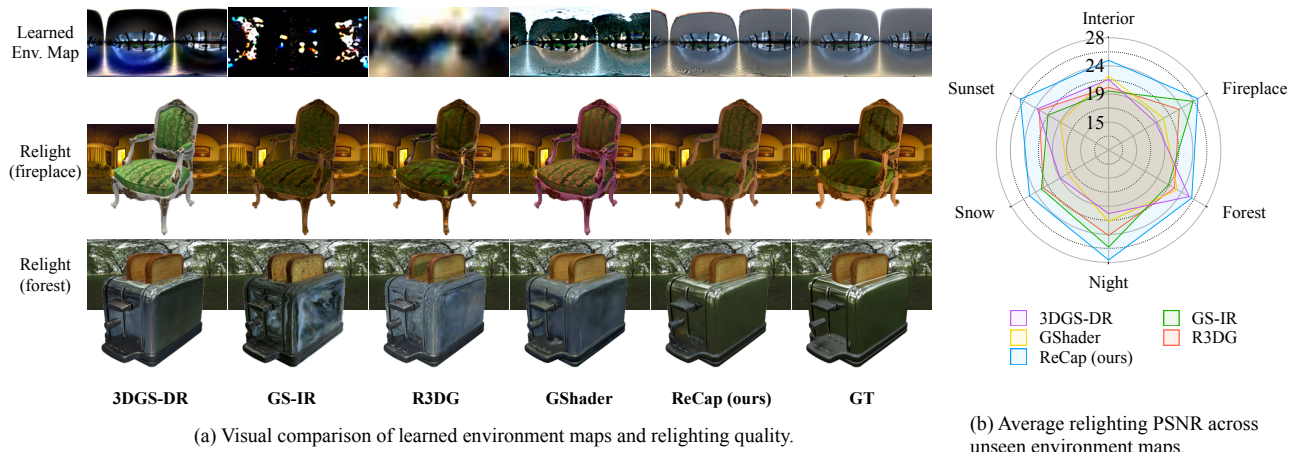 Learned
Env. Map
Relight
(fireplace)
Relight
(forest)
3DGS-DR
GS-IR
R3DG
GShader
ReCap (ours)
GT
(a) Visual comparison of learned environment maps and relighting quality.
Interior
28
24
19
15
Fireplace
Sunset
Snow
Forest
Night
3DGS-DR
GS-IR
GShader
R3DG
ReCap (ours)
(b) Average relighting PSNR across
unseen environment maps.